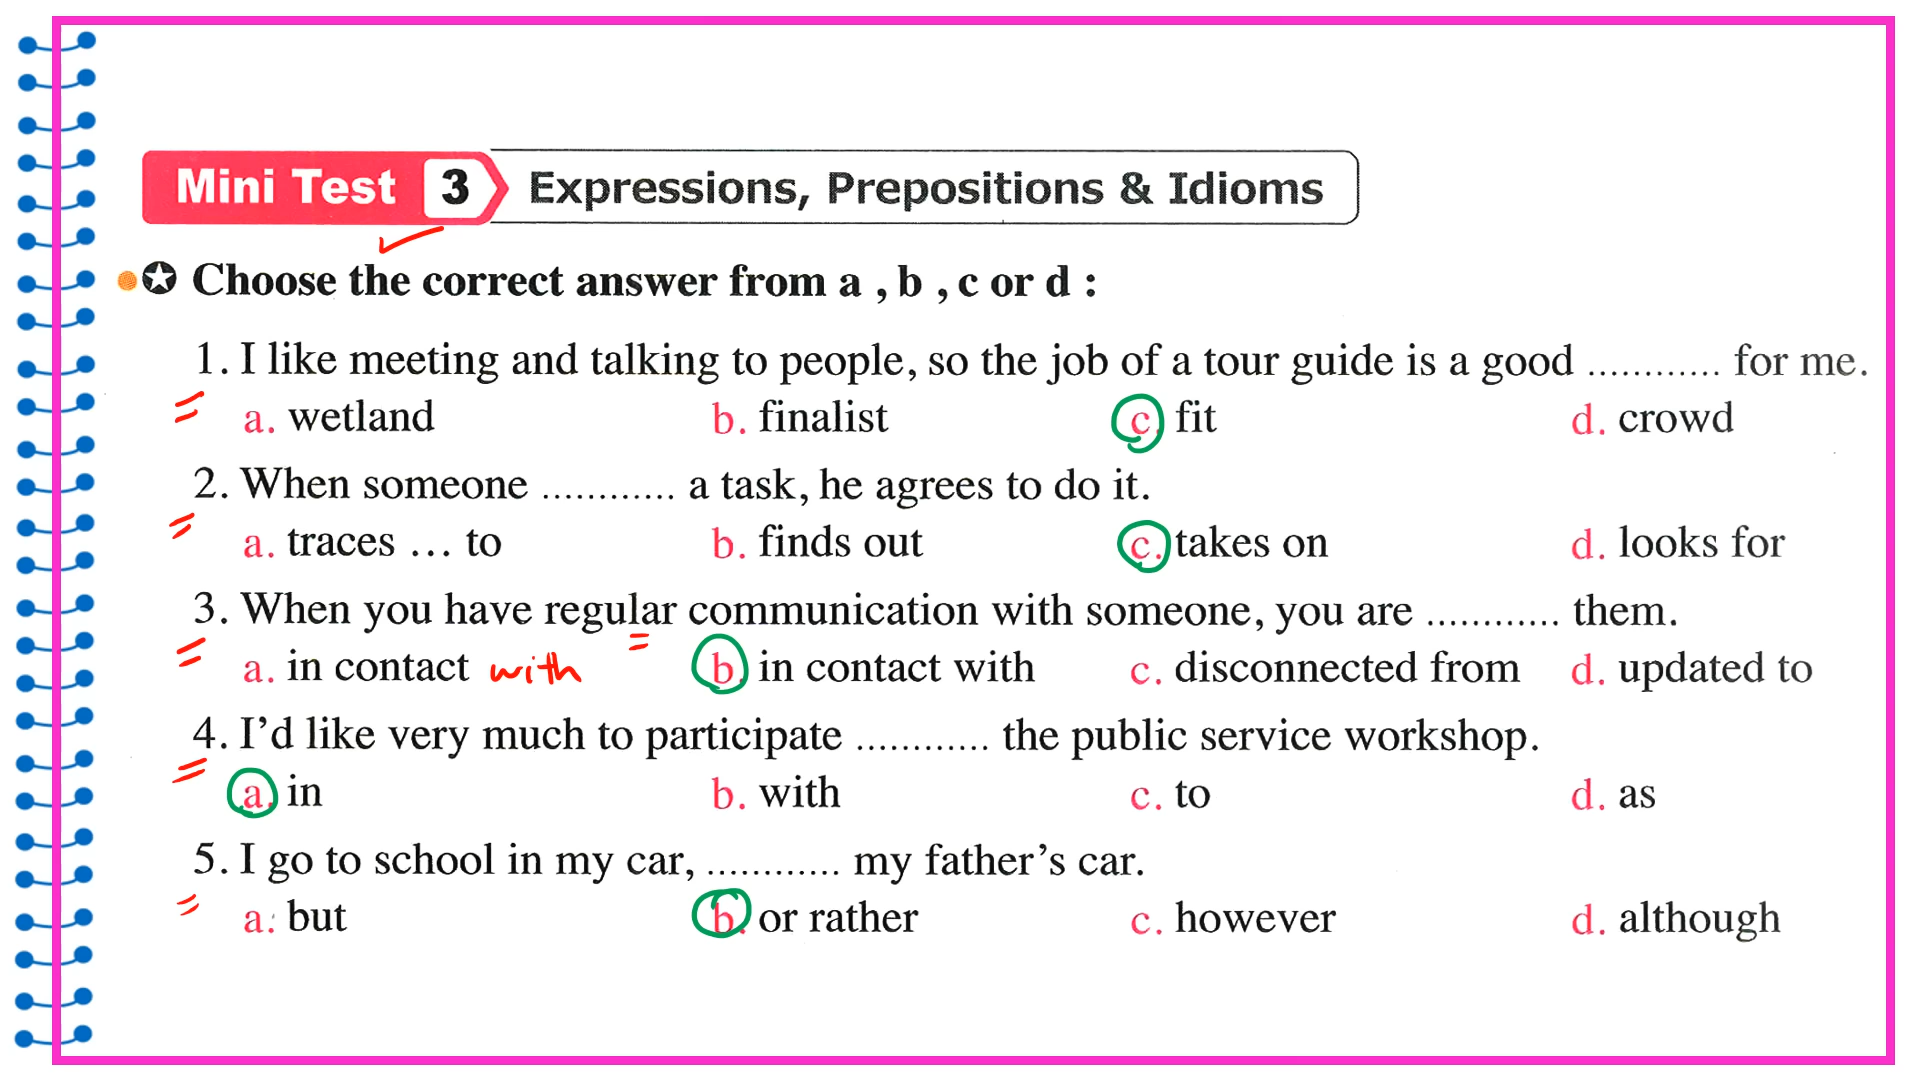 Mini Test 3 Expressions, Prepositions & Idioms
Choose the correct answer from a , b , c or d :
1. I like meeting and talking to people, so the job of a tour guide is a good ............ for me.
a. wetland b. finalist c. fit d. crowd
2. When someone ............ a task, he agrees to do it.
a. traces ... to b. finds out c. takes on d. looks for
3. When you have regular communication with someone, you are ............ them.
a. in contact with b. in contact with c. disconnected from d. updated to
4. I'd like very much to participate ............ the public service workshop.
a. in b. with c. to d. as
5. I go to school in my car, ............ my father's car.
a. but b. or rather c. however d. although